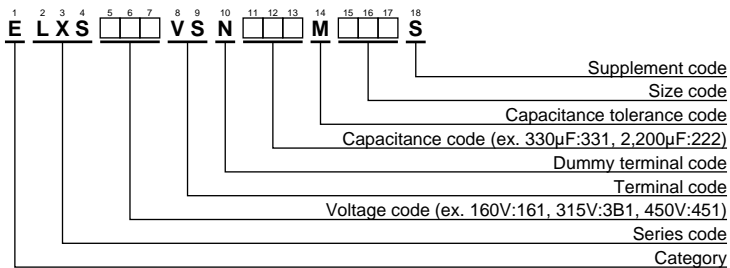 1 2 3 4 5 6 7 8 9 10 11 12 13 14 15 16 17 18
E L X S V S N M S
Supplement code
Size code
Capacitance tolerance code
Capacitance code (ex. 330μF:331, 2,200μF:222)
Dummy terminal code
Terminal code
Voltage code (ex. 160V:161, 315V:3B1, 450V:451)
Series code
Category